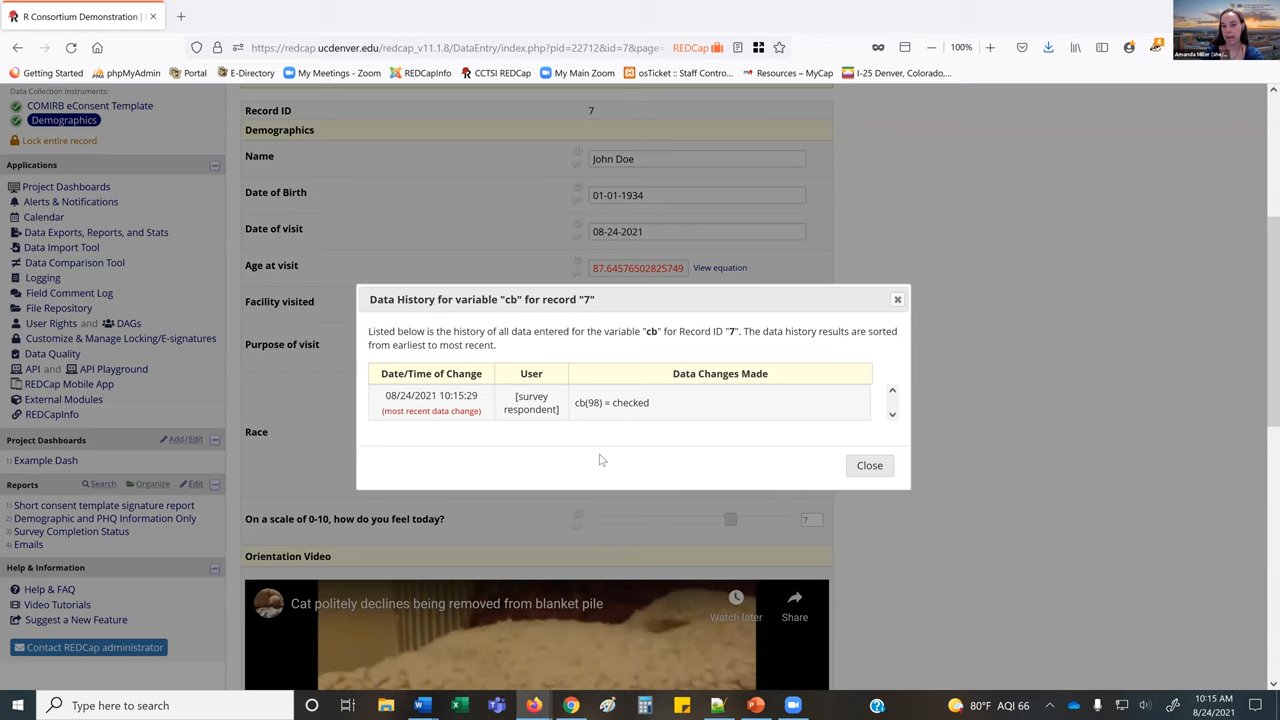 R Consortium Demonstration |
https://redcap.ucdenver.edu/redcap_v11.1.8/ php?pid=22712&id=7&page=
REDCap
100%
Amanda Miller (she/
Getting Started
phpMyAdmin
Portal
E-Directory
My Meetings - Zoom
REDCapInfo
CCTSI REDCap
My Main Zoom
osTicket :: Staff Contro...
Resources – MyCap
I-25 Denver, Colorado,...
Data Collection Instruments:
COMIRB eConsent Template
Demographics
Lock entire record
Applications
Project Dashboards
Alerts & Notifications
Calendar
Data Exports, Reports, and Stats
Data Import Tool
Data Comparison Tool
Logging
Field Comment Log
File Repository
User Rights and DAGs
Customize & Manage Locking/E-signatures
Data Quality
API and API Playground
REDCap Mobile App
External Modules
REDCapInfo
Project Dashboards
Add/Edit
1) Example Dash
Reports
Search
Organize
Edit
1) Short consent template signature report
2) Demographic and PHQ Information Only
3) Survey Completion Status
4) Emails
Help & Information
Help & FAQ
Video Tutorials
Suggest a New Feature
Contact REDCap administrator
Record ID
7
Demographics
Name
John Doe
Date of Birth
01-01-1934
Date of visit
08-24-2021
Age at visit
87.64576502825749
View equation
Facility visited
Purpose of visit
Race
On a scale of 0-10, how do you feel today?
7
Orientation Video
Cat politely declines being removed from blanket pile
Watch later
Share
Data History for variable "cb" for record "7"
Listed below is the history of all data entered for the variable "cb" for Record ID "7". The data history results are sorted
from earliest to most recent.
Date/Time of Change
User
Data Changes Made
08/24/2021 10:15:29
(most recent data change)
[survey
respondent]
cb(98) = checked
Close
Type here to search
80°F AQI 66
10:15 AM
8/24/2021